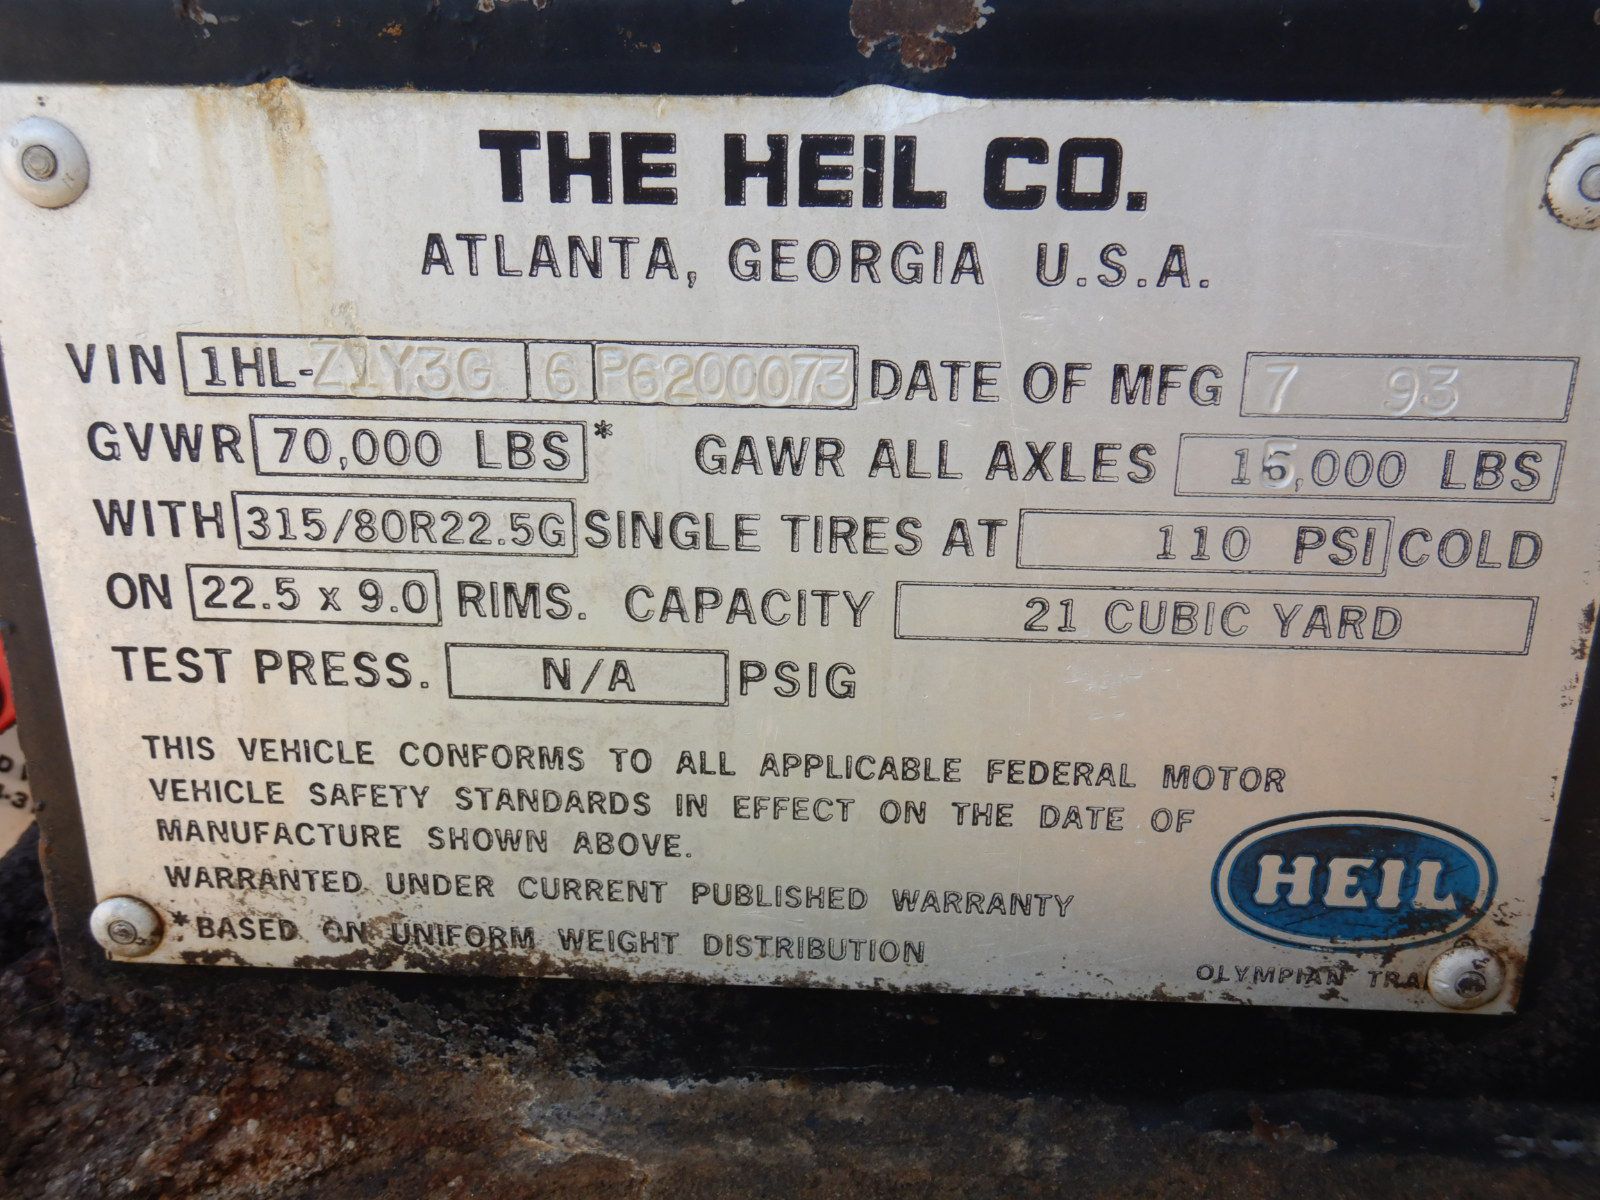 THE HEIL CO.
ATLANTA, GEORGIA U.S.A.
VIN 1HL-Z1Y3G 6 P6200073 DATE OF MFG 7 93
GVWR 70,000 LBS * GAWR ALL AXLES 15,000 LBS
WITH 315/80R22.5G SINGLE TIRES AT 110 PSI COLD
ON 22.5 x 9.0 RIMS. CAPACITY 21 CUBIC YARD
TEST PRESS. N/A PSIG
THIS VEHICLE CONFORMS TO ALL APPLICABLE FEDERAL MOTOR
VEHICLE SAFETY STANDARDS IN EFFECT ON THE DATE OF
MANUFACTURE SHOWN ABOVE.
WARRANTED UNDER CURRENT PUBLISHED WARRANTY
*BASED ON UNIFORM WEIGHT DISTRIBUTION
HEIL
OLYMPIAN